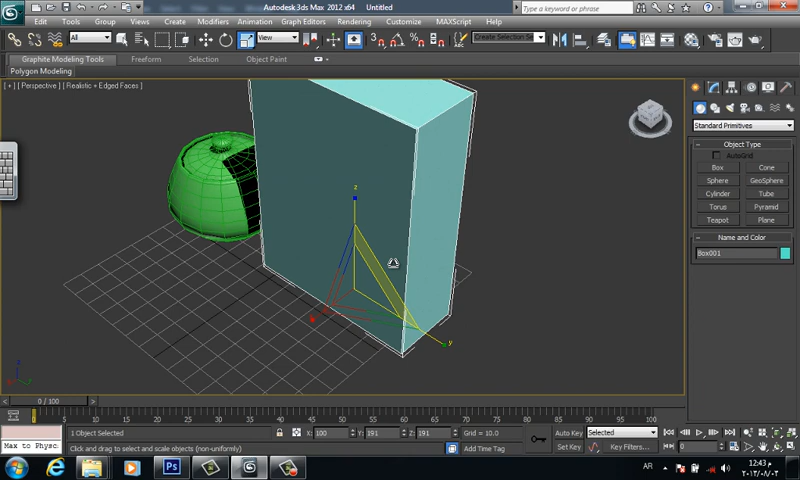 Autodesk 3ds Max 2012 x64 Untitled
Type a keyword or phrase
Edit Tools Group Views Create Modifiers Animation Graph Editors Rendering Customize MAXScript Help
All View Create Selection Se
Graphite Modeling Tools Freeform Selection Object Paint
Polygon Modeling
[ + ] [ Perspective ] [ Realistic + Edged Faces ]
Standard Primitives
Object Type
AutoGrid
Box Cone
Sphere GeoSphere
Cylinder Tube
Torus Pyramid
Teapot Plane
Name and Color
Box001
z
y
0 / 100
0 5 10 15 20 25 30 35 40 45 50 55 60 65 70 75 80 85 90 95 100
1 Object Selected X: 100 Y: 191 Z: 191 Grid = 10.0 Auto Key Selected
Max to Physc. Click and drag to select and scale objects (non-uniformly) Add Time Tag Set Key Key Filters... 0
AR 12:43 م
٢٠١٢/٠٨/٠٢